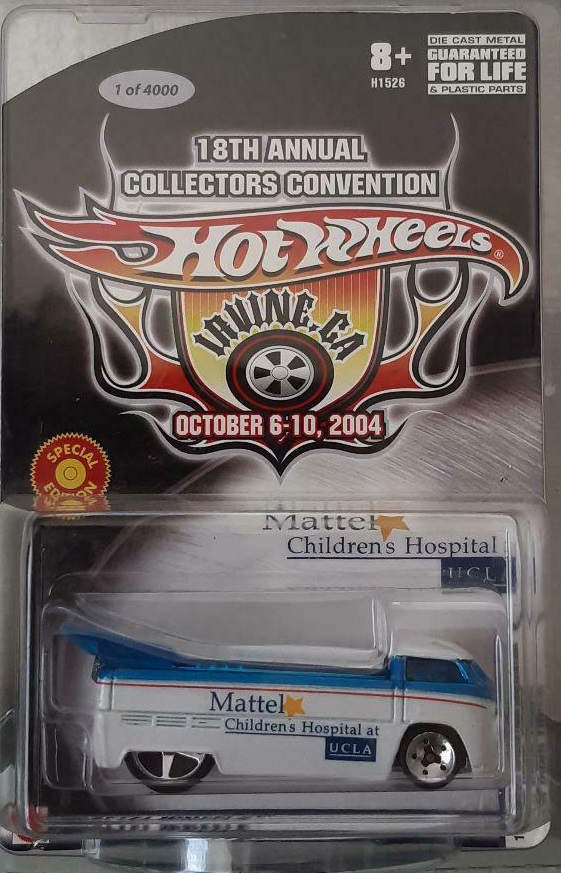 1 of 4000
8+
H1526
DIE CAST METAL
GUARANTEED
FOR LIFE
& PLASTIC PARTS
18TH ANNUAL
COLLECTORS CONVENTION
HOT WHEELS®
IRVINE, CA
OCTOBER 6-10, 2004
SPECIAL
EDITION
Mattel
Children's Hospital
UCL
Mattel
Children's Hospital at
UCLA